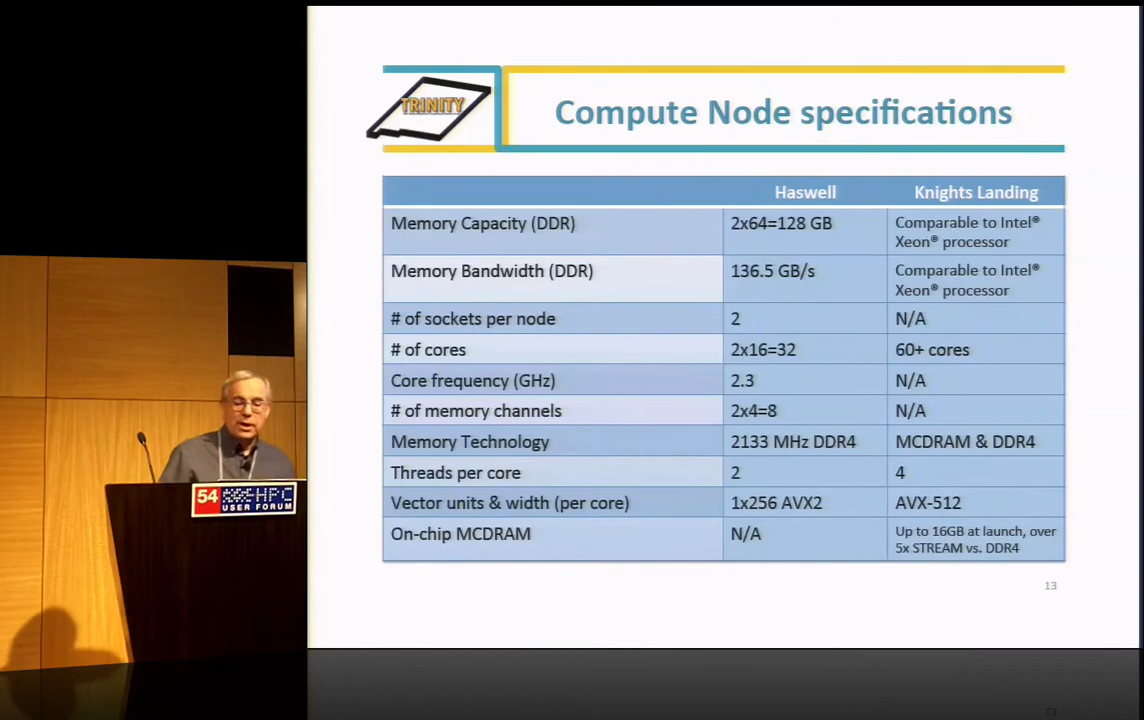 TRINITY
Compute Node specifications
Haswell Knights Landing
Memory Capacity (DDR) 2x64=128 GB Comparable to Intel® Xeon® processor
Memory Bandwidth (DDR) 136.5 GB/s Comparable to Intel® Xeon® processor
# of sockets per node 2 N/A
# of cores 2x16=32 60+ cores
Core frequency (GHz) 2.3 N/A
# of memory channels 2x4=8 N/A
Memory Technology 2133 MHz DDR4 MCDRAM & DDR4
Threads per core 2 4
Vector units & width (per core) 1x256 AVX2 AVX-512
On-chip MCDRAM N/A Up to 16GB at launch, over 5x STREAM vs. DDR4
13
54 HPC
USER FORUM